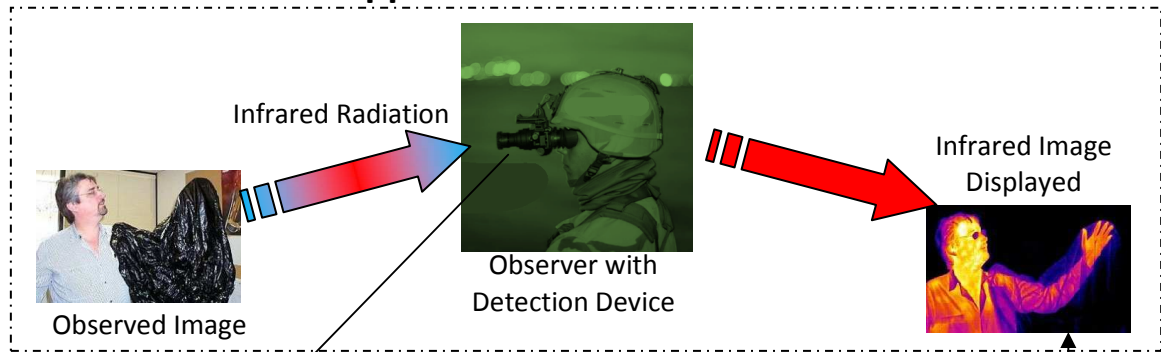 Infrared Radiation
Infrared Image
Displayed
Observer with
Detection Device
Observed Image